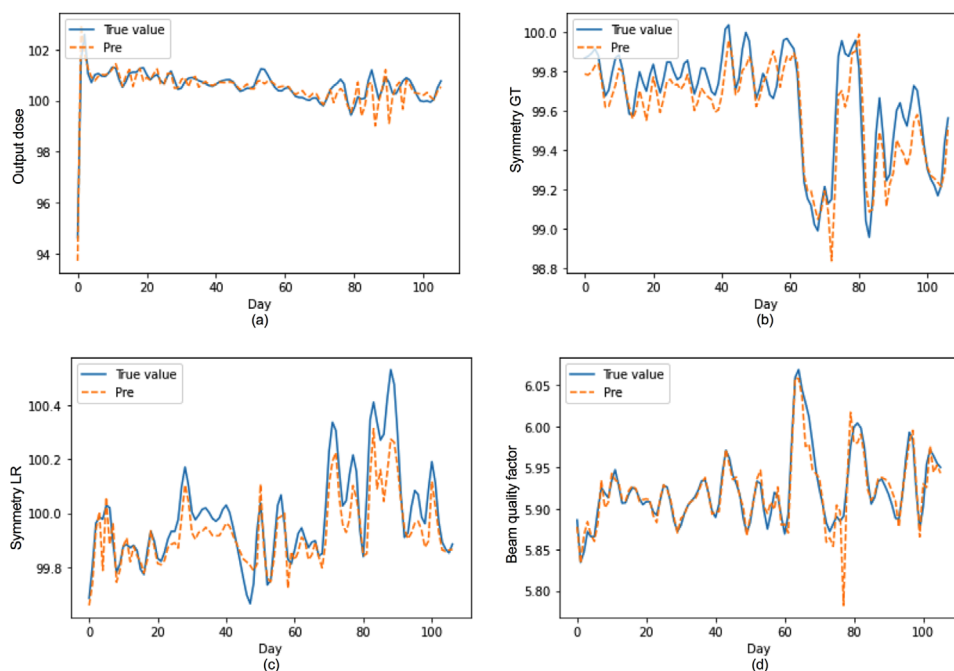 True value
Pre
Output dose
102
100
98
96
94
0
20
40
60
80
100
Day
(a)
True value
Pre
Symmetry GT
100.0
99.8
99.6
99.4
99.2
99.0
98.8
0
20
40
60
80
100
Day
(b)
True value
Pre
Symmetry LR
100.4
100.2
100.0
99.8
0
20
40
60
80
100
Day
(c)
True value
Pre
Beam quality factor
6.05
6.00
5.95
5.90
5.85
5.80
0
20
40
60
80
100
Day
(d)